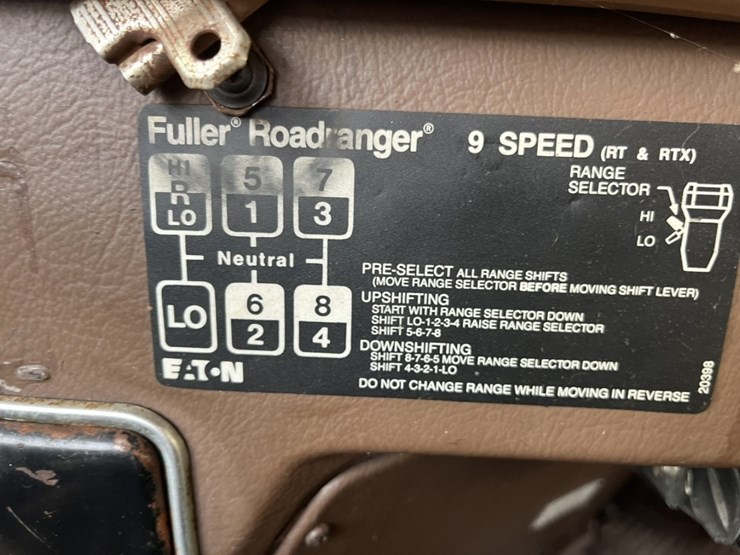 Fuller® Roadranger® 9 SPEED (RT & RTX)
HI R LO
5 1
7 3
RANGE
SELECTOR
HI
LO
Neutral
LO
6 2
8 4
PRE-SELECT ALL RANGE SHIFTS
(MOVE RANGE SELECTOR BEFORE MOVING SHIFT LEVER)
UPSHIFTING
START WITH RANGE SELECTOR DOWN
SHIFT LO-1-2-3-4 RAISE RANGE SELECTOR
SHIFT 5-6-7-8
DOWNSHIFTING
SHIFT 8-7-6-5 MOVE RANGE SELECTOR DOWN
SHIFT 4-3-2-1-LO
DO NOT CHANGE RANGE WHILE MOVING IN REVERSE
EATON
20398